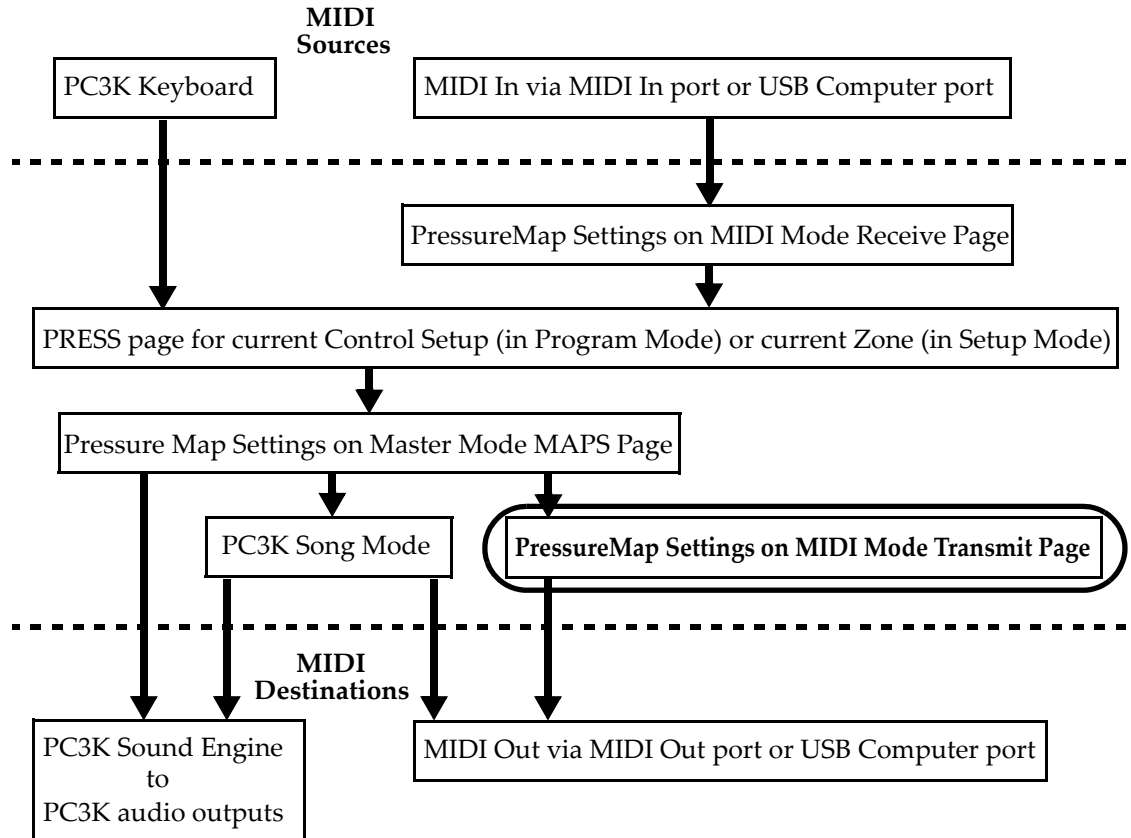 MIDI
Sources
PC3K Keyboard
MIDI In via MIDI In port or USB Computer port
PressureMap Settings on MIDI Mode Receive Page
PRESS page for current Control Setup (in Program Mode) or current Zone (in Setup Mode)
Pressure Map Settings on Master Mode MAPS Page
PC3K Song Mode
PressureMap Settings on MIDI Mode Transmit Page
MIDI
Destinations
PC3K Sound Engine
to
PC3K audio outputs
MIDI Out via MIDI Out port or USB Computer port